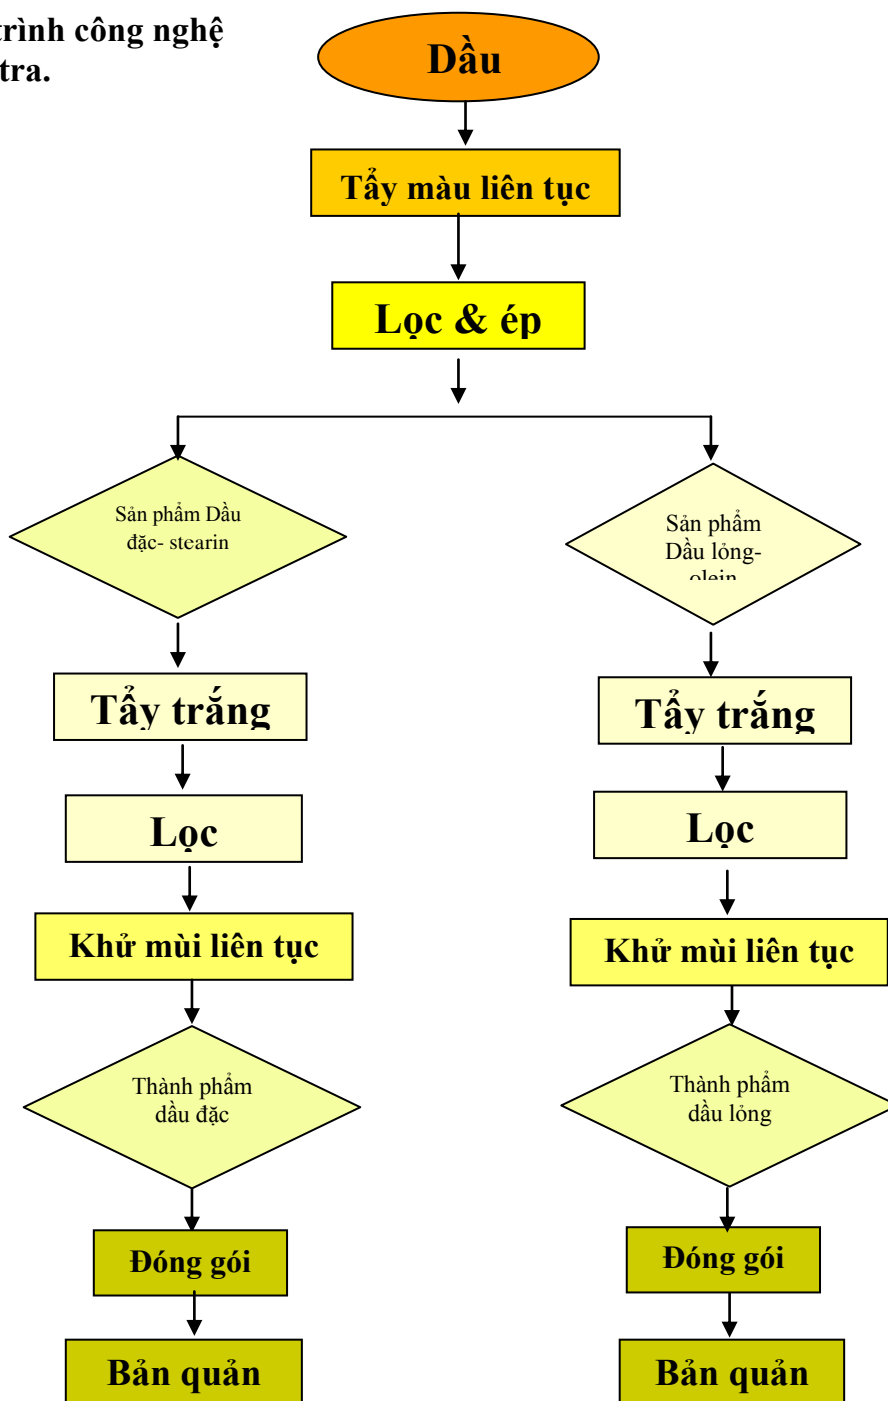 trình công nghệ
tra.
Dầu
Tẩy màu liên tục
Lọc & ép
Sản phẩm Dầu
đặc- stearin
Sản phẩm
Dầu lỏng-
olein
Tẩy trắng
Tẩy trắng
Lọc
Lọc
Khử mùi liên tục
Khử mùi liên tục
Thành phẩm
dầu đặc
Thành phẩm
dầu lỏng
Đóng gói
Đóng gói
Bản quản
Bản quản